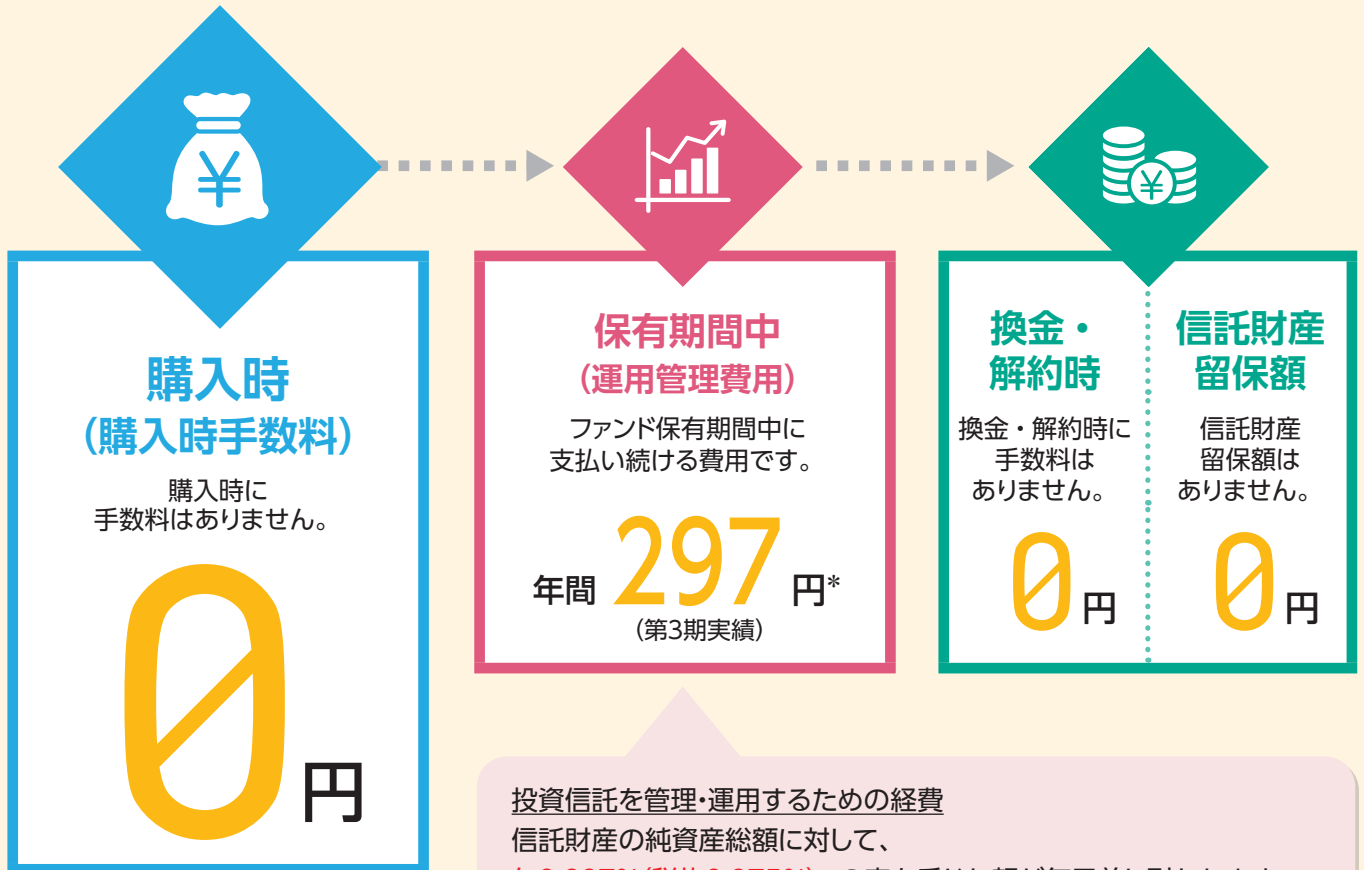 購入時
(購入時手数料)
購入時に
手数料はありません。
0円
保有期間中
(運用管理費用)
ファンド保有期間中に
支払い続ける費用です。
年間 297 円*
(第3期実績)
換金・
解約時
換金・解約時に
手数料は
ありません。
0円
信託財産
留保額
信託財産
留保額は
ありません。
0円
投資信託を管理・運用するための経費
信託財産の純資産総額に対して、